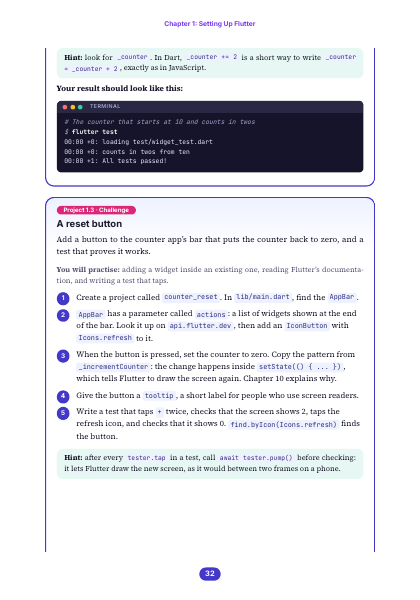 Chapter 1: Setting Up Flutter
Hint: look for _counter. In Dart, _counter += 2 is a short way to write _counter
= _counter + 2, exactly as in JavaScript.
Your result should look like this:
TERMINAL
# The counter that starts at 10 and counts in twos
$ flutter test
00:00 +0: loading test/widget_test.dart
00:00 +0: counts in twos from ten
00:00 +1: All tests passed!
Project 1.3 · Challenge
A reset button
Add a button to the counter app's bar that puts the counter back to zero, and a
test that proves it works.
You will practise: adding a widget inside an existing one, reading Flutter's documenta-
tion, and writing a test that taps.
1 Create a project called counter_reset. In lib/main.dart, find the AppBar.
2 AppBar has a parameter called actions: a list of widgets shown at the end
of the bar. Look it up on api.flutter.dev, then add an IconButton with
Icons.refresh to it.
3 When the button is pressed, set the counter to zero. Copy the pattern from
_incrementCounter: the change happens inside setState(() { ... }),
which tells Flutter to draw the screen again. Chapter 10 explains why.
4 Give the button a tooltip, a short label for people who use screen readers.
5 Write a test that taps + twice, checks that the screen shows 2, taps the
refresh icon, and checks that it shows 0. find.byIcon(Icons.refresh) finds
the button.
Hint: after every tester.tap in a test, call await tester.pump() before checking:
it lets Flutter draw the new screen, as it would between two frames on a phone.
32